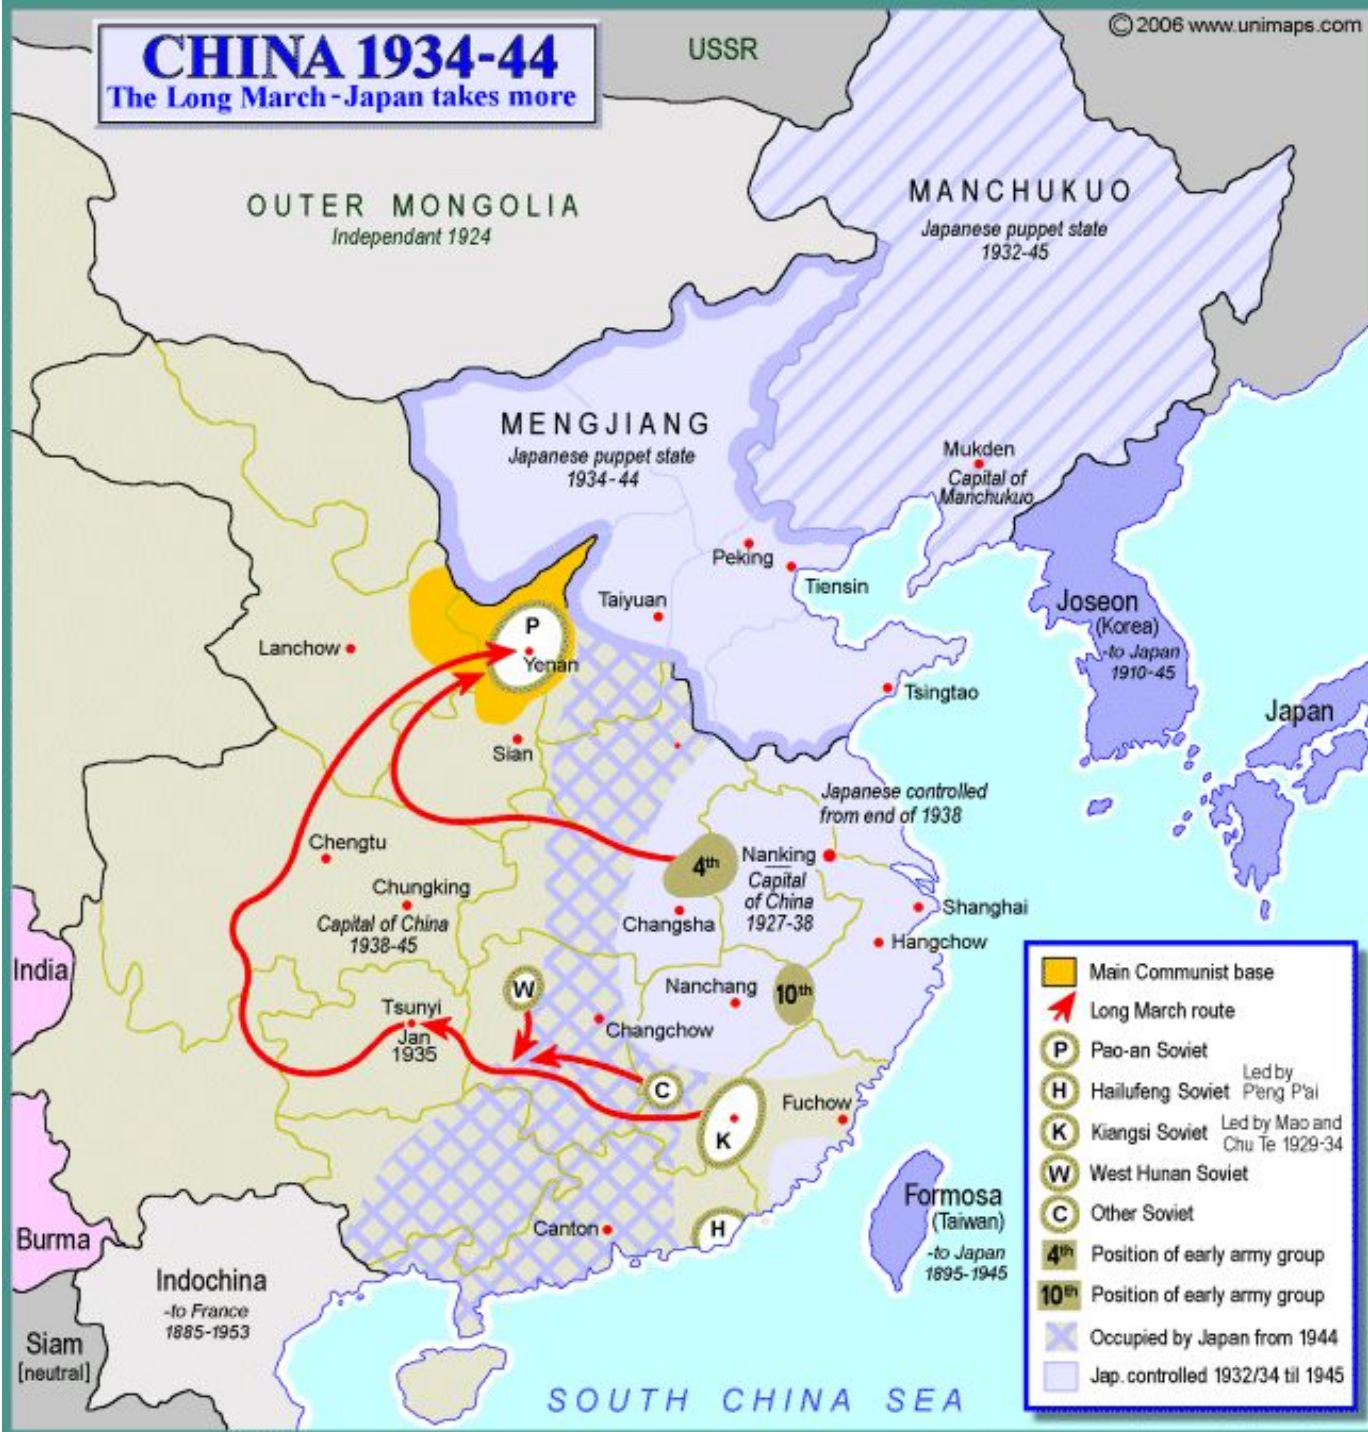 © 2006 www.unimaps.com
CHINA 1934-44
The Long March - Japan takes more
USSR
OUTER MONGOLIA
Independant 1924
MANCHUKUO
Japanese puppet state
1932-45
MENGJIANG
Japanese puppet state
1934-44
Mukden
Capital of
Manchukuo
Peking
Tiensin
Taiyuan
Joseon
(Korea)
-to Japan
1910-45
Lanchow
P
Yenan
Tsingtao
Japan
Sian
Japanese controlled
from end of 1938
Chengtu
4th
Nanking
Capital
of China
1927-38
Chungking
Capital of China
1938-45
Changsha
Shanghai
Hangchow
India
W
Nanchang
10th
Tsunyi
Jan
1935
Changchow
C
K
Fuchow
H
Canton
Formosa
(Taiwan)
-to Japan
1895-1945
Burma
Indochina
-to France
1885-1953
Siam
[neutral]
SOUTH CHINA SEA
Main Communist base
Long March route
P Pao-an Soviet
H Hailufeng Soviet Led by
P'eng P'ai
K Kiangsi Soviet Led by Mao and
Chu Te 1929-34
W West Hunan Soviet
C Other Soviet
4th Position of early army group
10th Position of early army group
Occupied by Japan from 1944
Jap. controlled 1932/34 til 1945